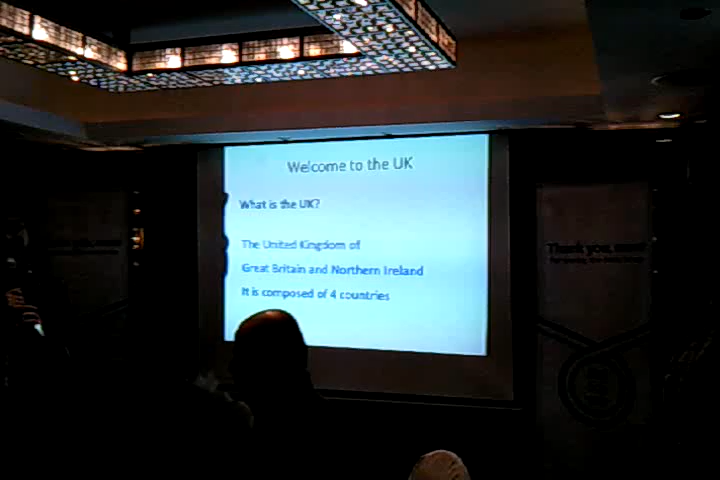 Welcome to the UK
What is the UK?
The United Kingdom of
Great Britain and Northern Ireland
It is composed of 4 countries
Thank you